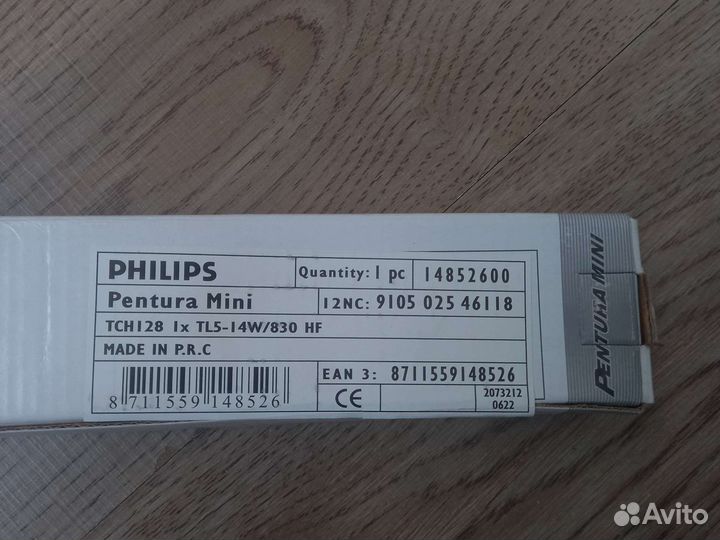 PHILIPS
Quantity: 1 pc
14852600
Pentura Mini
12NC: 9105 025 46118
TCH128 1x TL5-14W/830 HF
MADE IN P.R.C
EAN 3: 8711559148526
8 711559 148526
CE
2073212
0622
PENTURA MINI
Avito